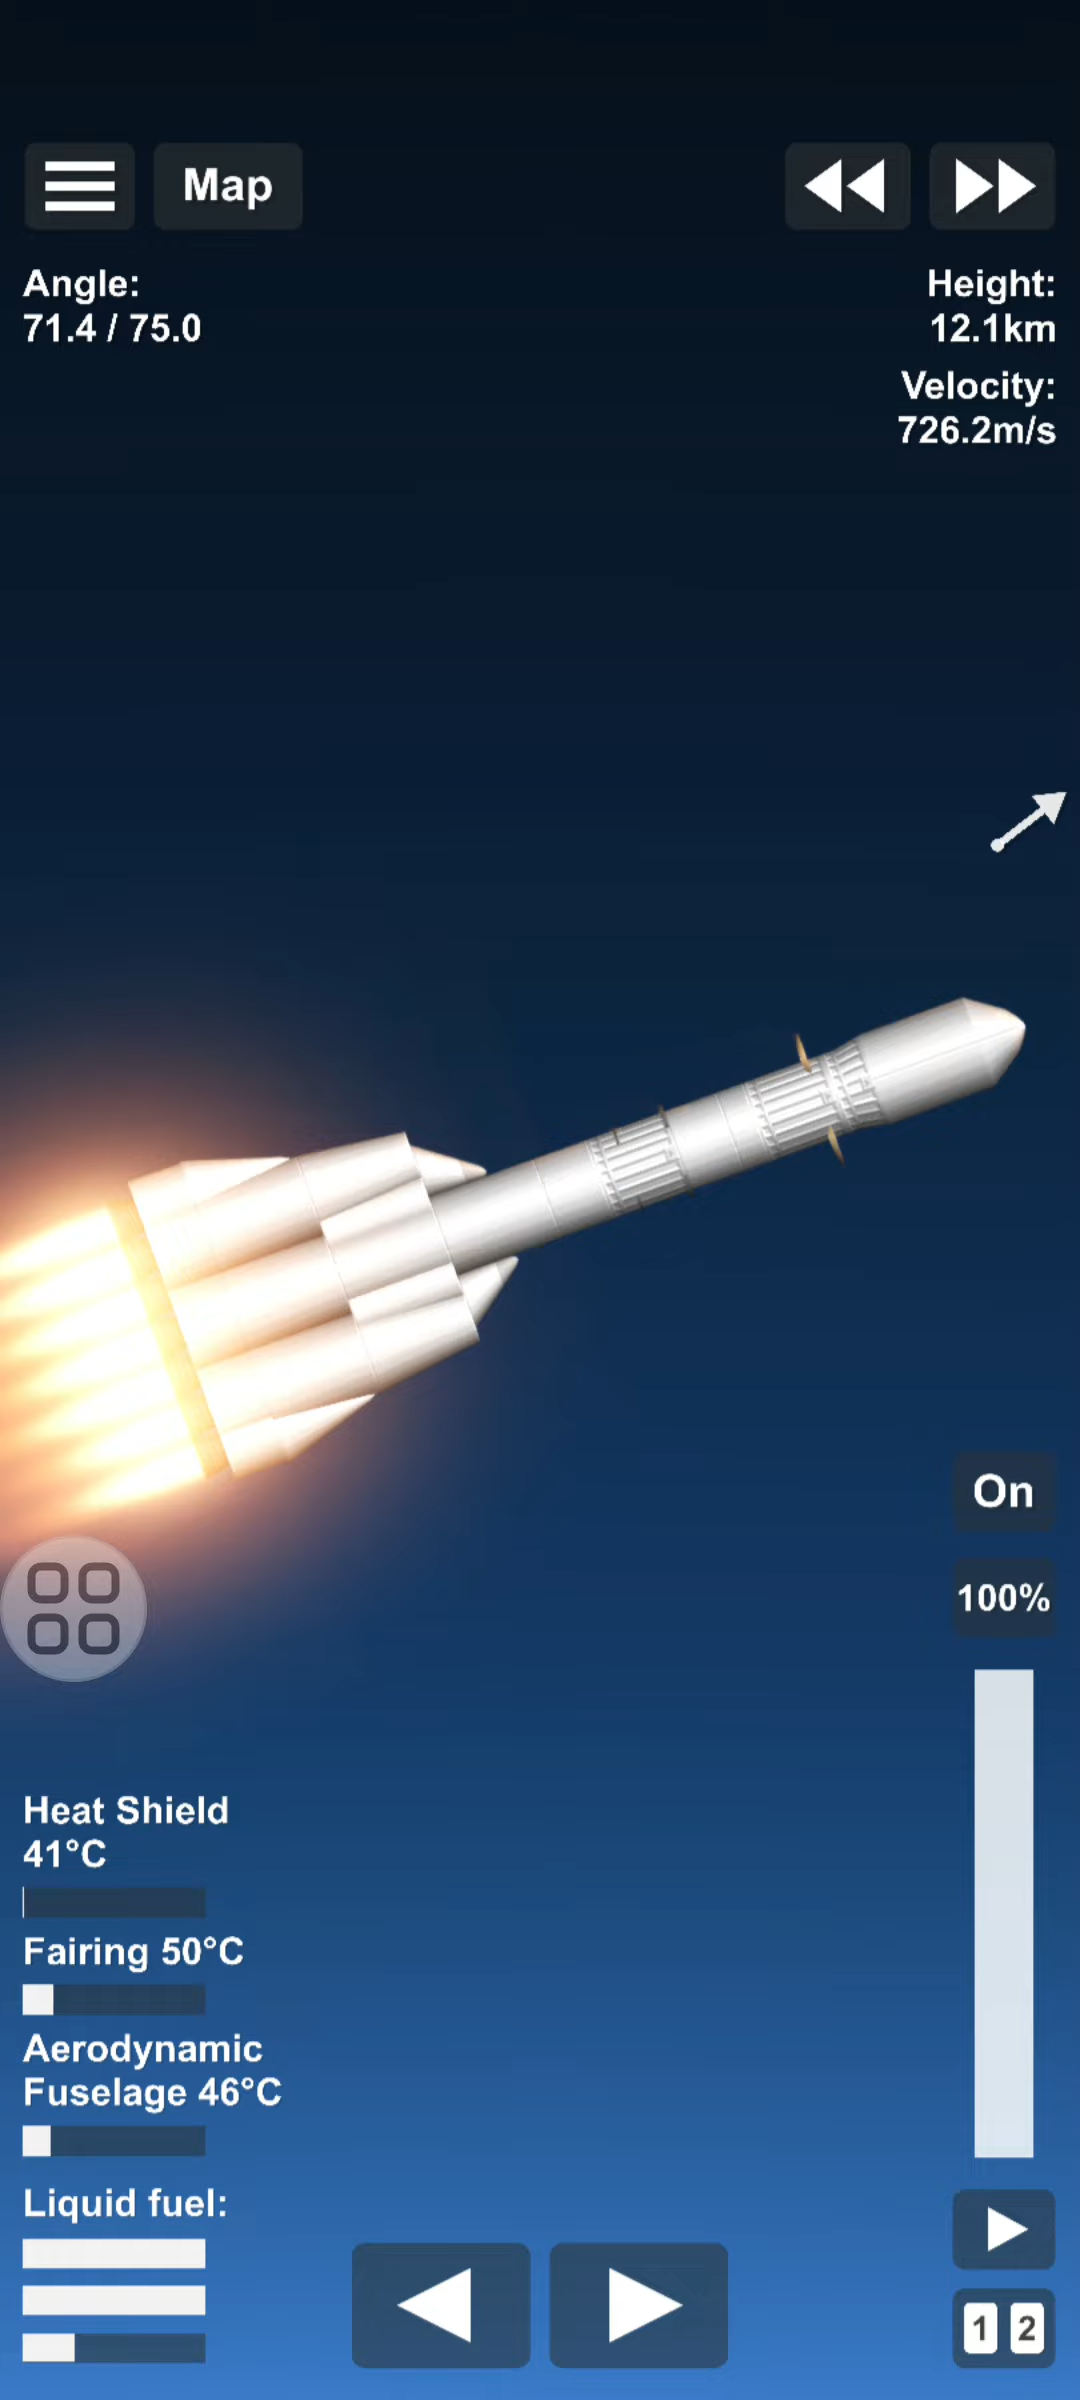 Map
Angle:
71.4 / 75.0
Height:
12.1km
Velocity:
726.2m/s
On
100%
Heat Shield
41°C
Fairing 50°C
Aerodynamic
Fuselage 46°C
Liquid fuel:
1 2